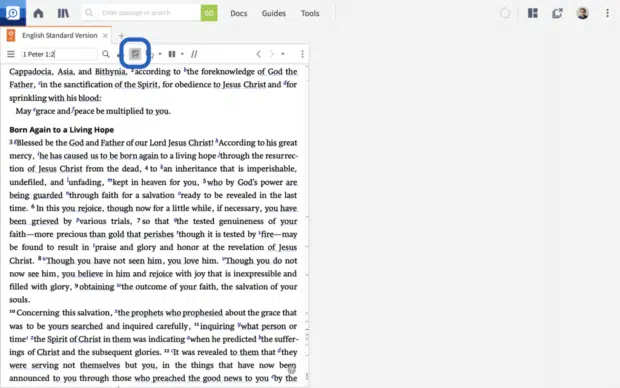 Enter passage or search
GO
Docs
Guides
Tools
English Standard Version
1 Peter 1:2
Cappadocia, Asia, and Bithynia, according to ᵇthe foreknowledge of God the
Father, ᶜin the sanctification of the Spirit, for obedience to Jesus Christ and ᵈfor
sprinkling with his blood:
May ᵉgrace and ᶠpeace be multiplied to you.
Born Again to a Living Hope
3 ᵍBlessed be the God and Father of our Lord Jesus Christ! ʰAccording to his great
mercy, ⁱhe has caused us to be born again to a living hope ʲthrough the resurrec-
tion of Jesus Christ from the dead, 4 to ᵏan inheritance that is imperishable,
undefiled, and ˡunfading, ᵐkept in heaven for you, 5 who by God's power are
being guarded ⁿthrough faith for a salvation ᵒready to be revealed in the last
time. 6 In this you rejoice, though now for a little while, if necessary, you have
been grieved by ᵖvarious trials, 7 so that the tested genuineness of your
faith—more precious than gold that perishes ʳthough it is tested by ˢfire—may
be found to result in ᵗpraise and glory and honor at the revelation of Jesus
Christ. 8 ᵘThough you have not seen him, you love him. ᵛThough you do not
now see him, you believe in him and rejoice with joy that is inexpressible and
filled with glory, 9 obtaining ʷthe outcome of your faith, the salvation of your
souls.
10 Concerning this salvation, ˣthe prophets who prophesied about the grace that
was to be yours searched and inquired carefully, 11 inquiring ʸwhat person or
time ᶻthe Spirit of Christ in them was indicating ᵃwhen he predicted ᵇthe suffer-
ings of Christ and the subsequent glories. 12 ᶜIt was revealed to them that ᵈthey
were serving not themselves but you, in the things that have now been
announced to you through those who preached the good news to you ᵉby the